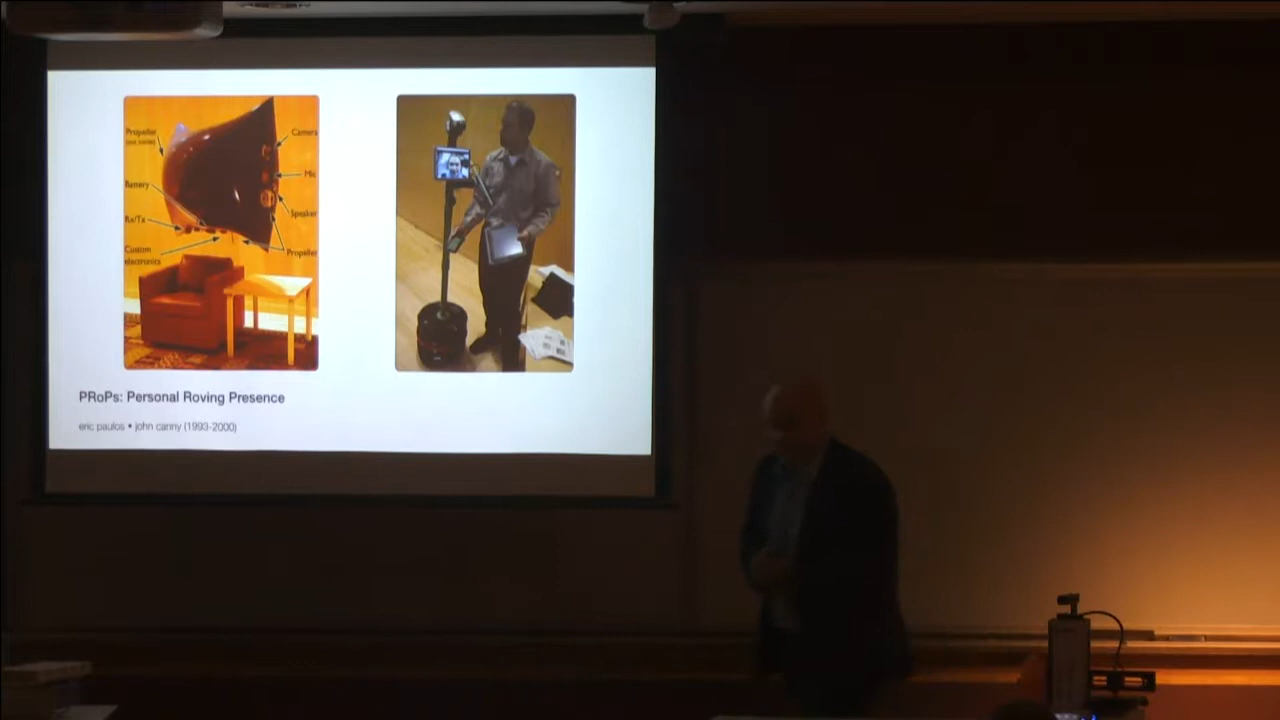 Propeller
Camera
Mic
Battery
Speaker
Rx/Tx
Custom
electronics
Propeller
PRoPs: Personal Roving Presence
eric paulos • john canny (1993-2000)